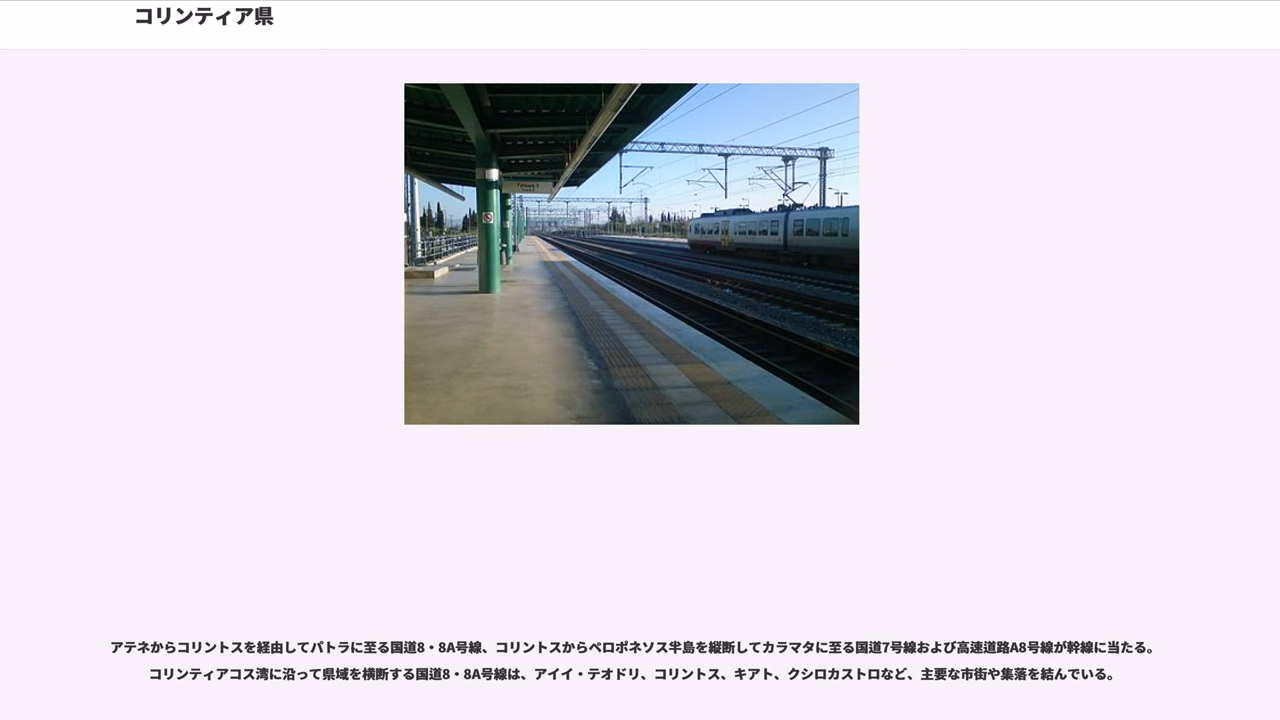 コリンティア県
アテネからコリントスを経由してパトラに至る国道8・8A号線、コリントスからペロポネソス半島を縦断してカラマタに至る国道7号線および高速道路A8号線が幹線に当たる。
コリンティアコス湾に沿って県域を横断する国道8・8A号線は、アイイ・テオドリ、コリントス、キアト、クシロカストロなど、主要な市街や集落を結んでいる。